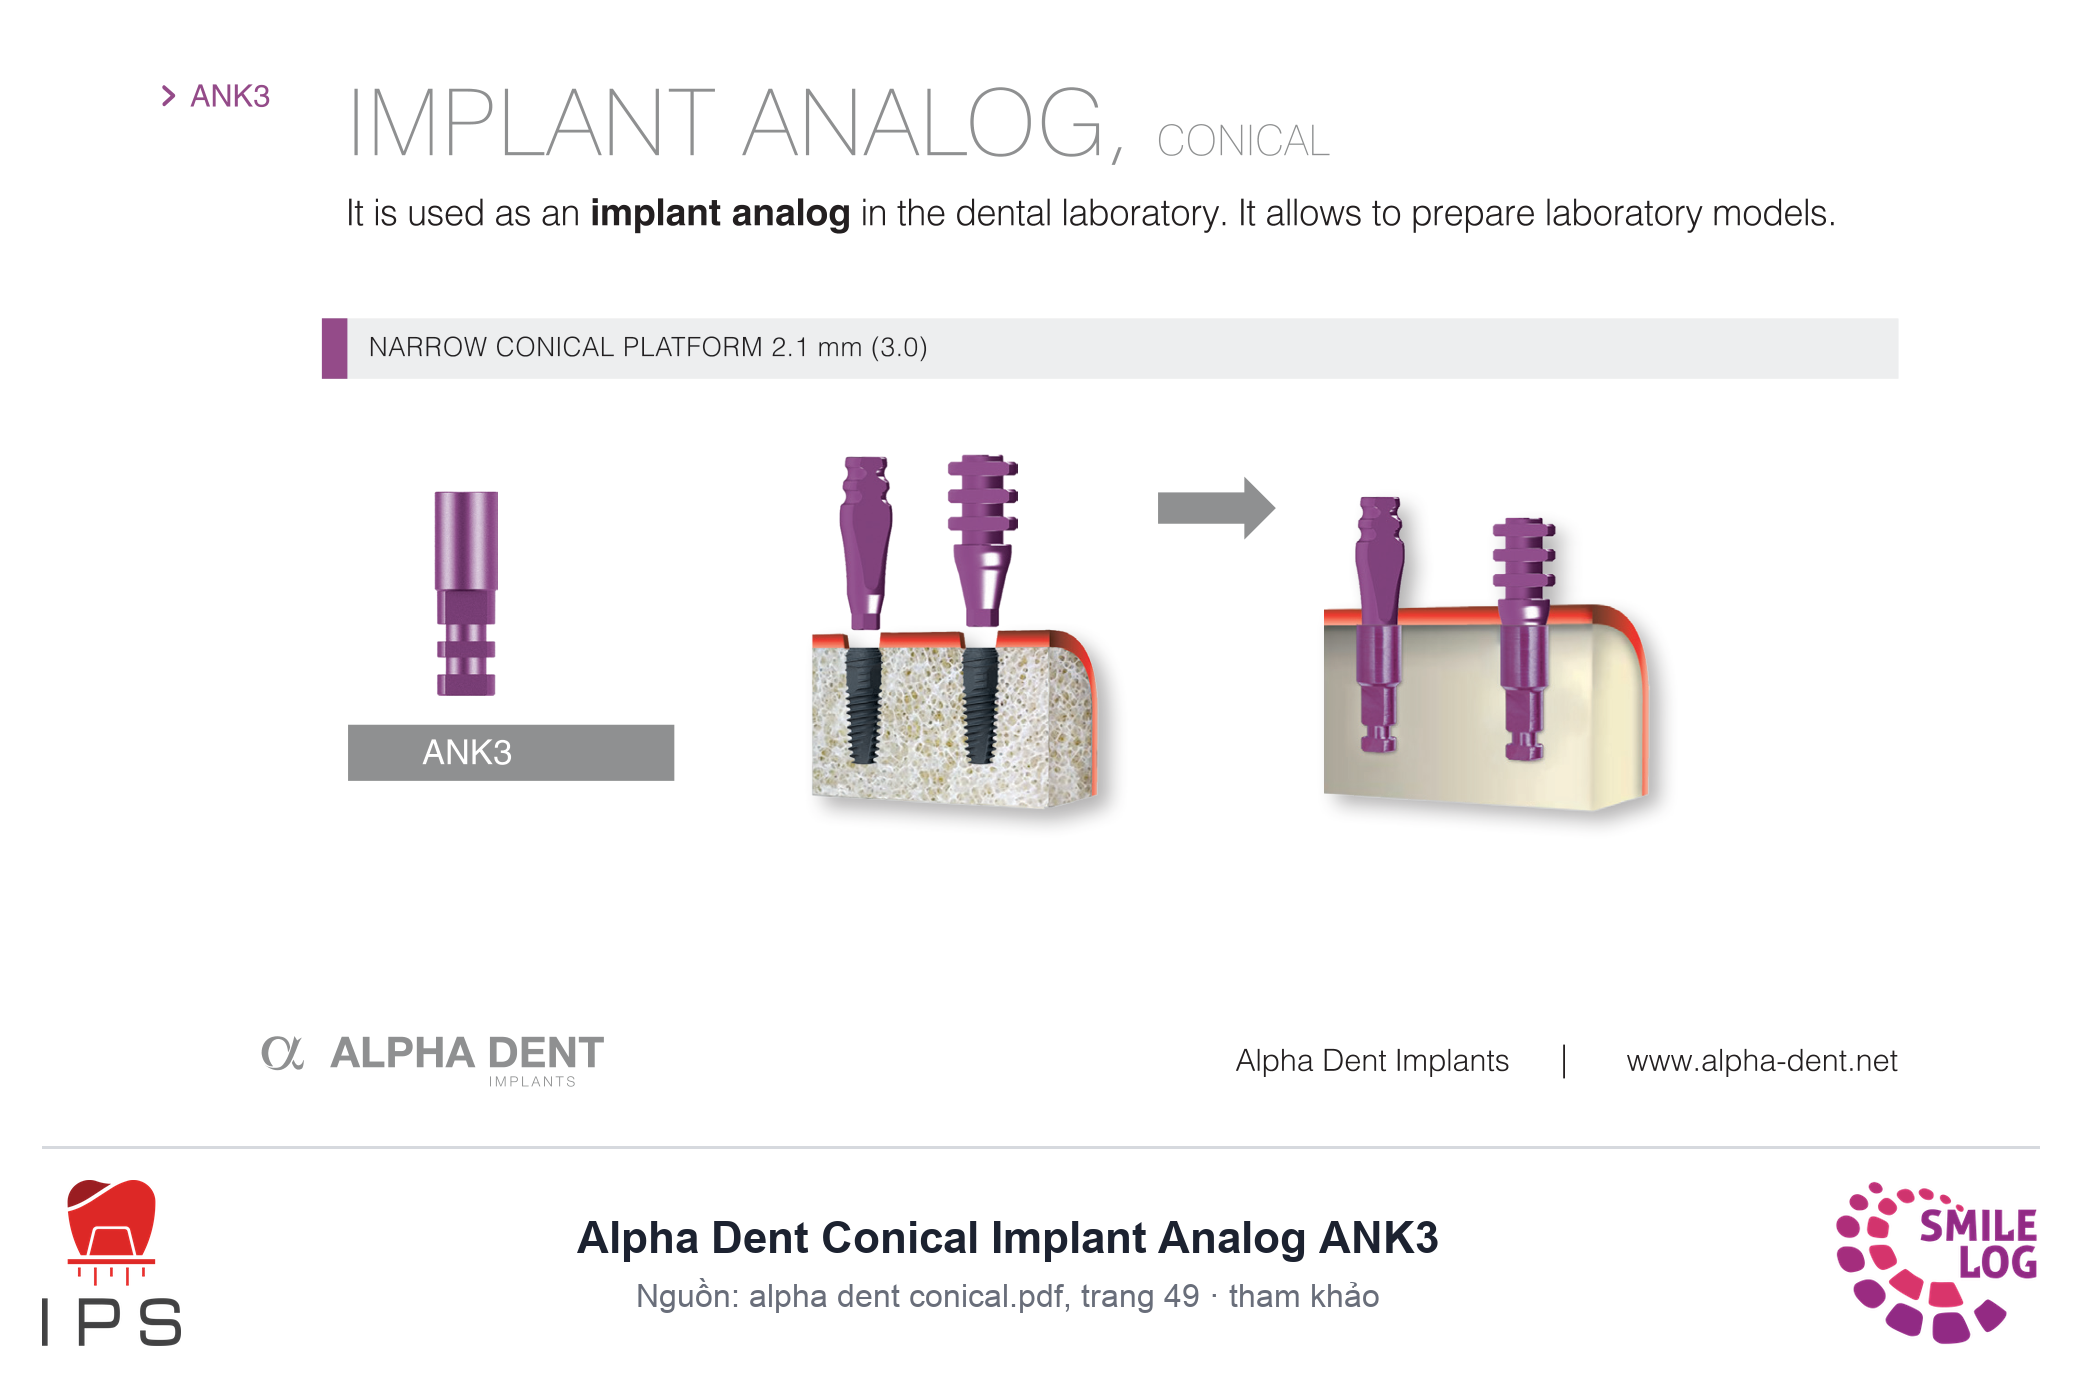 > ANK3
IMPLANT ANALOG, CONICAL
It is used as an implant analog in the dental laboratory. It allows to prepare laboratory models.
NARROW CONICAL PLATFORM 2.1 mm (3.0)
ANK3
α ALPHA DENT
IMPLANTS
Alpha Dent Implants | www.alpha-dent.net
IPS
Alpha Dent Conical Implant Analog ANK3
Nguồn: alpha dent conical.pdf, trang 49 · tham khảo
SMILE
LOG